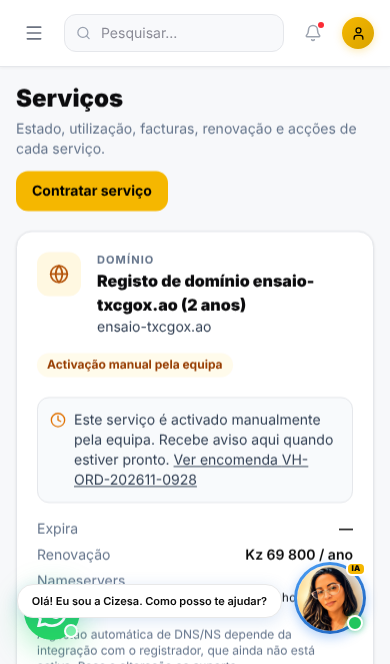 Pesquisar...
Serviços
Estado, utilização, facturas, renovação e acções de
cada serviço.
Contratar serviço
DOMÍNIO
Registo de domínio ensaio-
txcgox.ao (2 anos)
ensaio-txcgox.ao
Activação manual pela equipa
Este serviço é activado manualmente
pela equipa. Recebe aviso aqui quando
estiver pronto. Ver encomenda VH-
ORD-202611-0928
Expira —
Renovação Kz 69 800 / ano
Nameservers
IA
Olá! Eu sou a Cizesa. Como posso te ajudar?
automática de DNS/NS depende da
integração com o registrador, que ainda não está